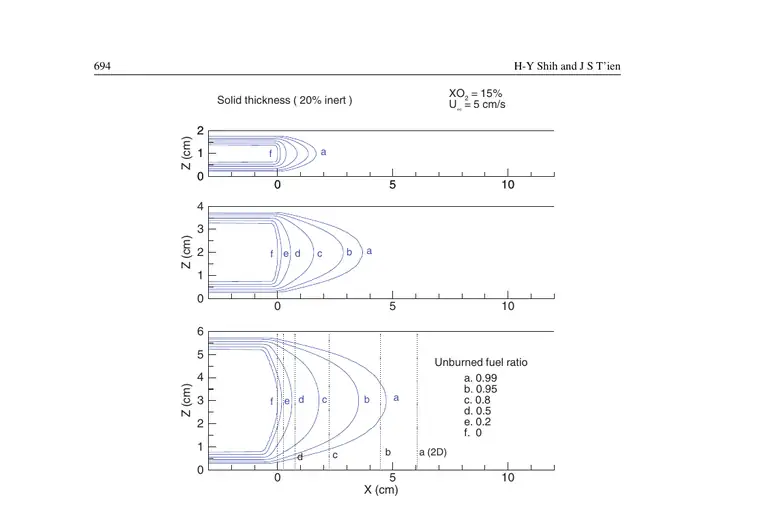 694
H-Y Shih and J S T'ien
Solid thickness ( 20% inert )
XO2 = 15%
U∞ = 5 cm/s
2
1
0
Z (cm)
f
a
0
5
10
4
3
2
1
0
Z (cm)
f
e
d
c
b
a
0
5
10
6
5
4
3
2
1
0
Z (cm)
Unburned fuel ratio
a. 0.99
b. 0.95
c. 0.8
d. 0.5
e. 0.2
f. 0
f
e
d
c
b
a
d
c
b
a (2D)
0
5
10
X (cm)